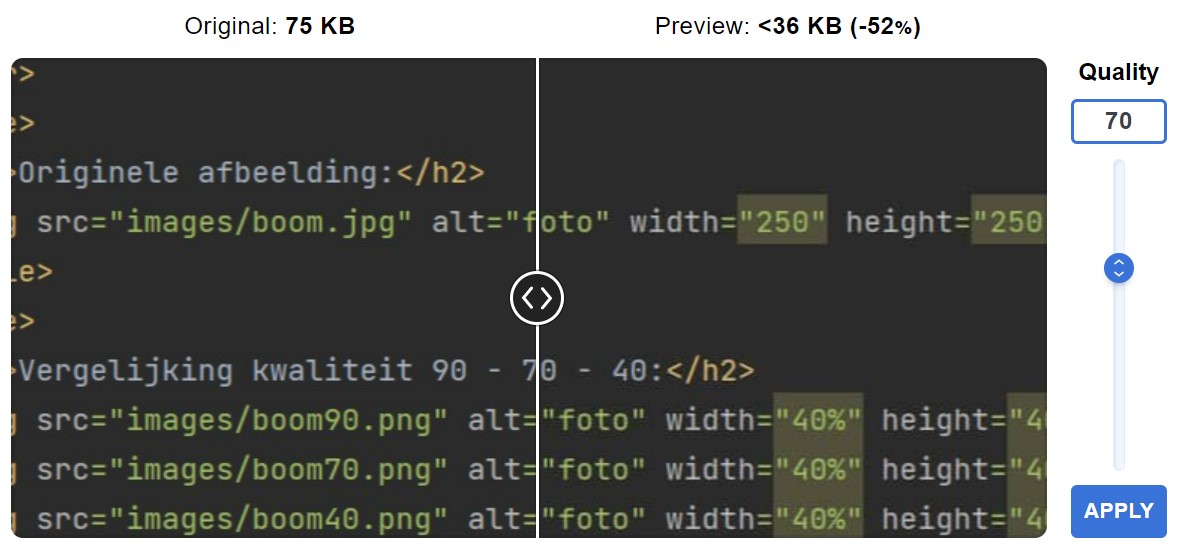 Original: 75 KB
Preview: <36 KB (-52%)
Quality
70
>
e>
>Originele afbeelding:</h2>
g src="images/boom.jpg" alt="foto" width="250" height="250
le>
e>
>Vergelijking kwaliteit 90 - 70 - 40:</h2>
g src="images/boom90.png" alt="foto" width="40%" height="4
g src="images/boom70.png" alt="foto" width="40%" height="4
g src="images/boom40.png" alt="foto" width="40%" height="4
APPLY